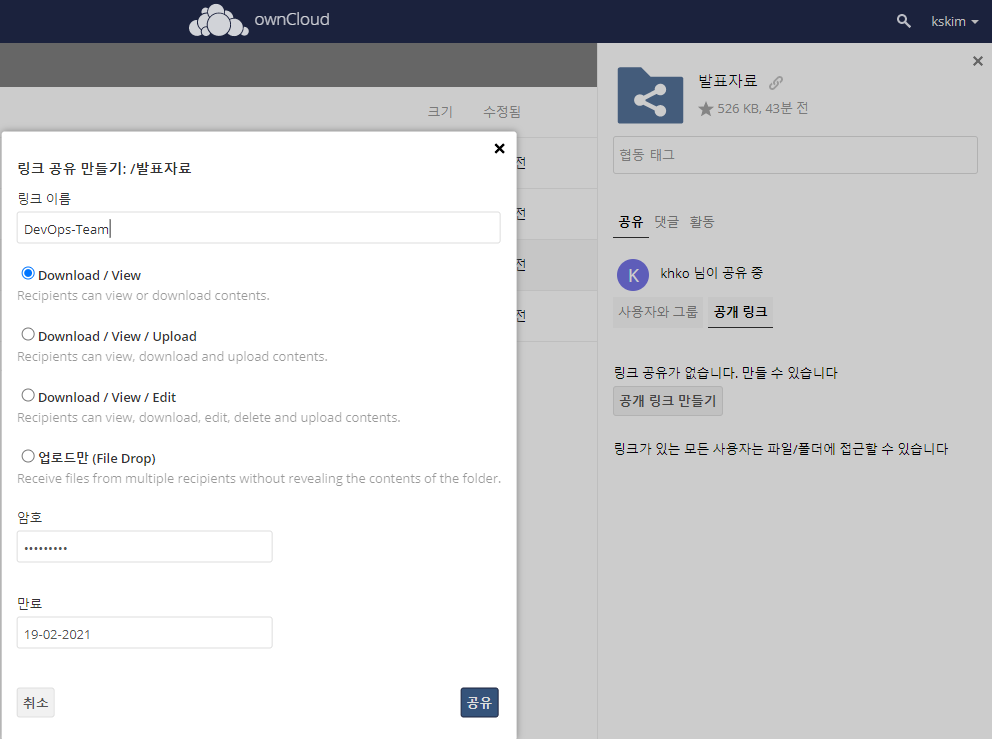 ownCloud
kskim
발표자료
526 KB, 43분 전
크기 수정됨
협동 태그
전
전
전
전
공유 댓글 활동
K khko 님이 공유 중
사용자와 그룹 공개 링크
링크 공유가 없습니다. 만들 수 있습니다
공개 링크 만들기
링크가 있는 모든 사용자는 파일/폴더에 접근할 수 있습니다
링크 공유 만들기: /발표자료
링크 이름
DevOps-Team
Download / View
Recipients can view or download contents.
Download / View / Upload
Recipients can view, download and upload contents.
Download / View / Edit
Recipients can view, download, edit, delete and upload contents.
업로드만 (File Drop)
Receive files from multiple recipients without revealing the contents of the folder.
암호
•••••••••
만료
19-02-2021
취소
공유